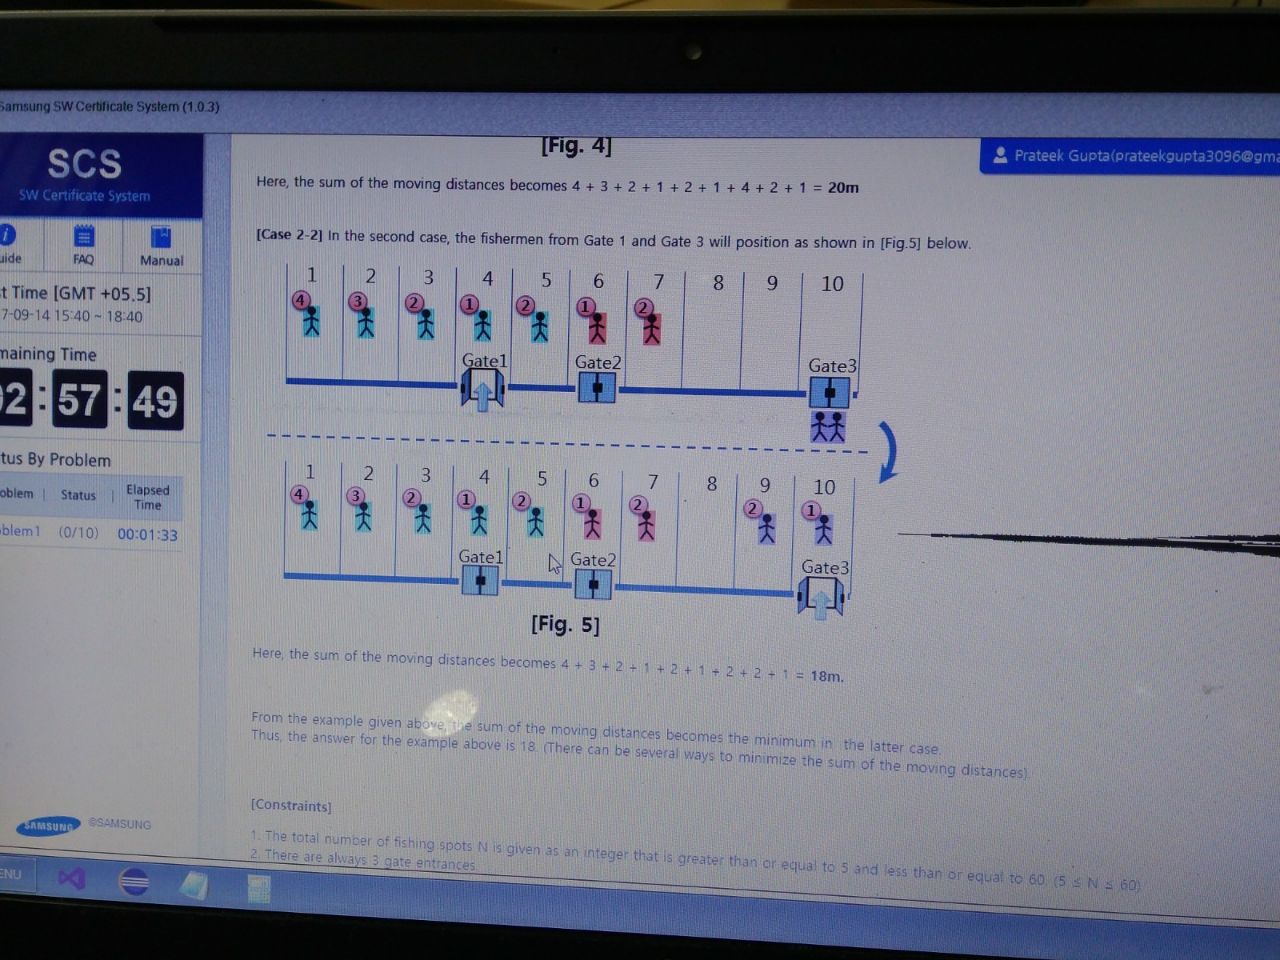 Samsung SW Certificate System (1.0.3)
SCS
SW Certificate System
FAQ
Manual
t Time [GMT +05.5]
7-09-14 15:40 ~ 18:40
maining Time
02:57:49
tus By Problem
oblem | Status | Elapsed Time
blem1 (0/10) 00:01:33
SAMSUNG ©SAMSUNG
[Fig. 4]
Prateek Gupta(prateekgupta3096@gma
Here, the sum of the moving distances becomes 4 + 3 + 2 + 1 + 2 + 1 + 4 + 2 + 1 = 20m
[Case 2-2] In the second case, the fishermen from Gate 1 and Gate 3 will position as shown in [Fig.5] below.
1 2 3 4 5 6 7 8 9 10
4 3 2 1 2 1 2
Gate1 Gate2 Gate3
1 2 3 4 5 6 7 8 9 10
4 3 2 1 2 1 2 2 1
Gate1 Gate2 Gate3
[Fig. 5]
Here, the sum of the moving distances becomes 4 + 3 + 2 + 1 + 2 + 1 + 2 + 2 + 1 = 18m.
From the example given above, the sum of the moving distances becomes the minimum in the latter case.
Thus, the answer for the example above is 18. (There can be several ways to minimize the sum of the moving distances).
[Constraints]
1. The total number of fishing spots N is given as an integer that is greater than or equal to 5 and less than or equal to 60. (5 ≤ N ≤ 60)
2. There are always 3 gate entrances.
ENU